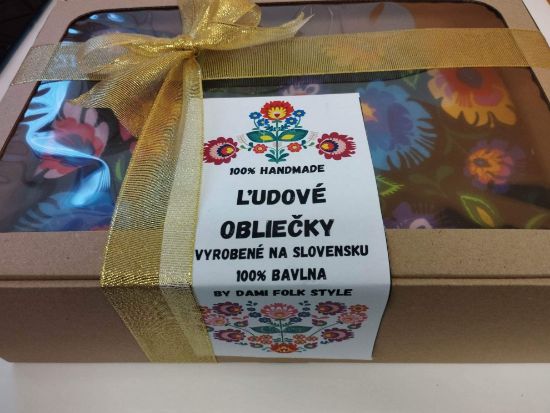 100% HANDMADE
ĽUDOVÉ
OBLIEČKY
VYROBENÉ NA SLOVENSKU
100% BAVLNA
BY DAMI FOLK STYLE